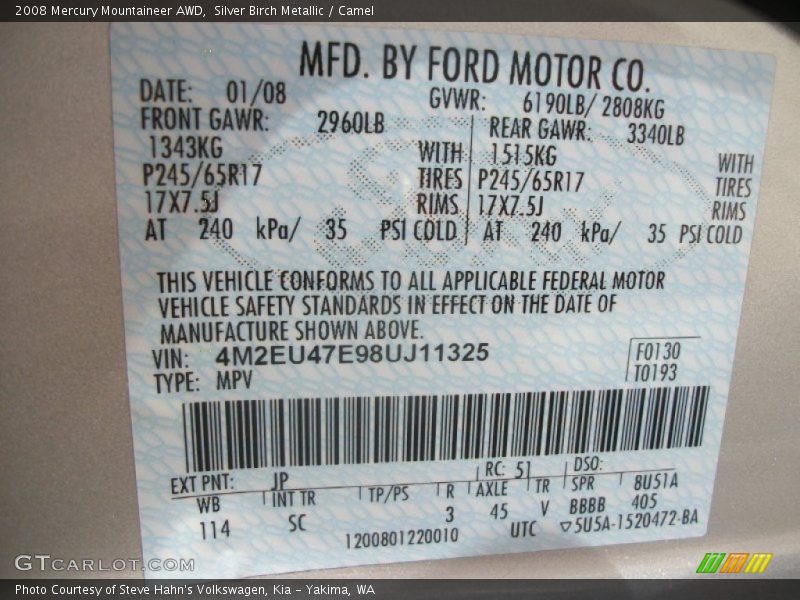 2008 Mercury Mountaineer AWD, Silver Birch Metallic / Camel
MFD. BY FORD MOTOR CO.
DATE: 01/08 GVWR: 6190LB/ 2808KG
FRONT GAWR: 2960LB REAR GAWR: 3340LB
1343KG WITH 1515KG WITH
P245/65R17 TIRES P245/65R17 TIRES
17X7.5J RIMS 17X7.5J RIMS
AT 240 kPa/ 35 PSI COLD AT 240 kPa/ 35 PSI COLD
THIS VEHICLE CONFORMS TO ALL APPLICABLE FEDERAL MOTOR
VEHICLE SAFETY STANDARDS IN EFFECT ON THE DATE OF
MANUFACTURE SHOWN ABOVE.
VIN: 4M2EU47E98UJ11325 F0130
TYPE: MPV T0193
EXT PNT: JP RC: 51 DSO:
WB INT TR TP/PS R AXLE TR SPR 8U51A
114 SC 3 45 V BBBB 405
1200801220010 UTC ▽5U5A-1520472-BA
GTCARLOT.COM
Photo Courtesy of Steve Hahn's Volkswagen, Kia - Yakima, WA